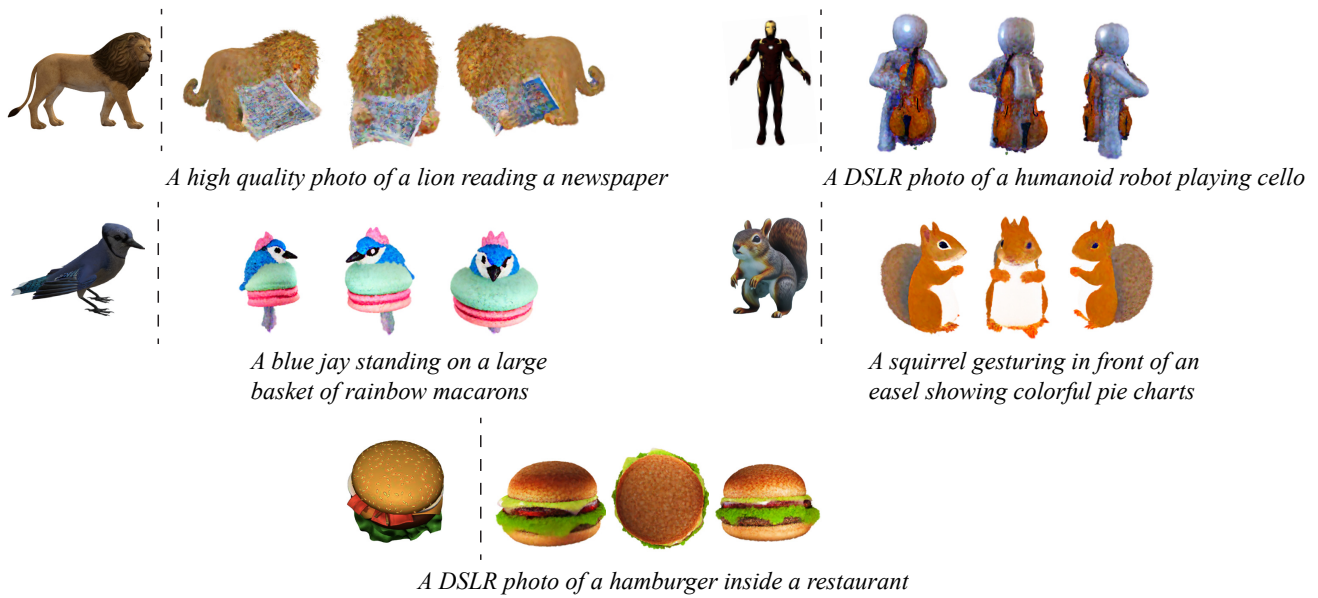 A high quality photo of a lion reading a newspaper
A DSLR photo of a humanoid robot playing cello
A blue jay standing on a large
basket of rainbow macarons
A squirrel gesturing in front of an
easel showing colorful pie charts
A DSLR photo of a hamburger inside a restaurant